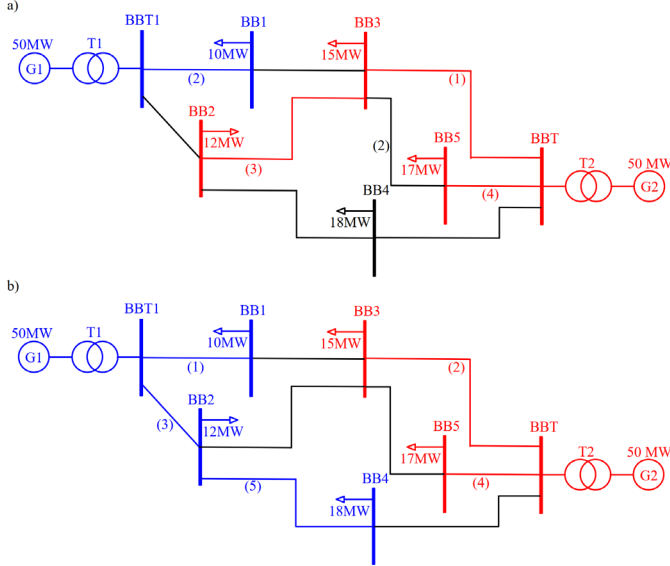 a)
BBT1
BB1
BB3
50MW
T1
10MW
15MW
G1
(2)
(1)
BB2
12MW
(3)
(2)
BB5
17MW
(4)
BBT
T2
50 MW
G2
BB4
18MW
b)
BBT1
BB1
BB3
50MW
T1
10MW
15MW
G1
(1)
(2)
(3)
BB2
12MW
(5)
BB5
17MW
(4)
BBT
T2
50 MW
G2
BB4
18MW